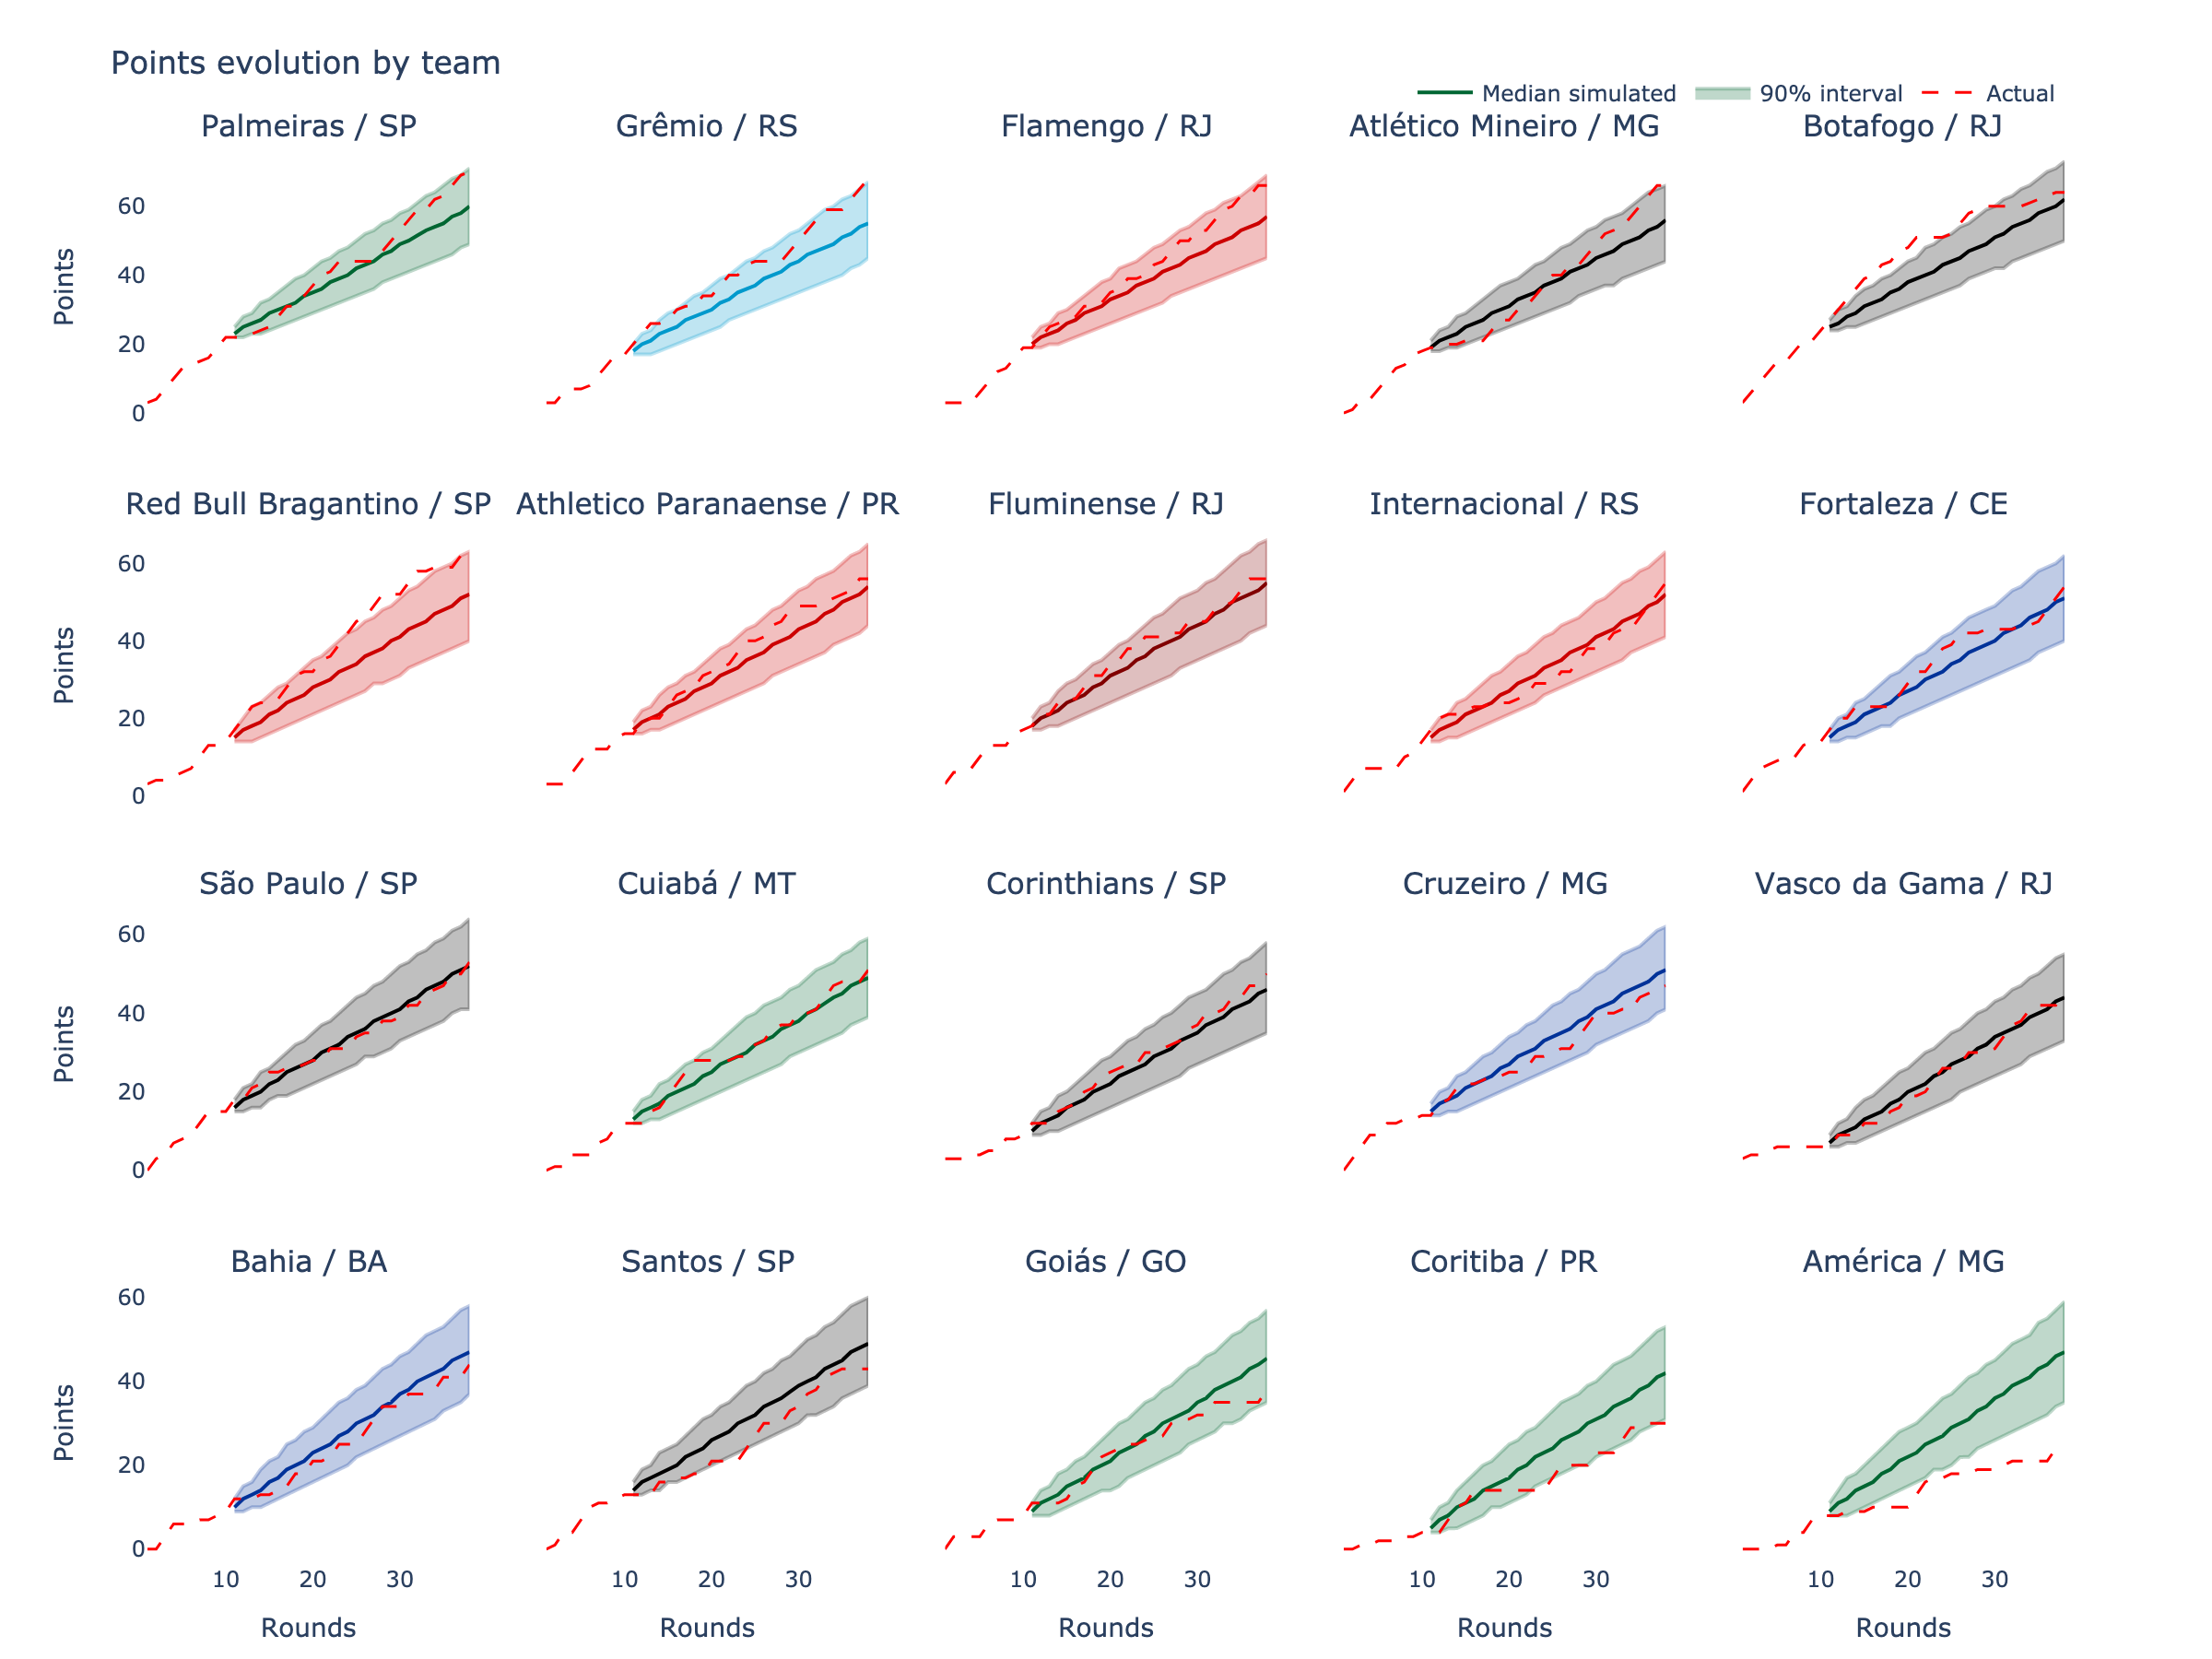 Points evolution by team
Median simulated 90% interval Actual
Palmeiras / SP Grêmio / RS Flamengo / RJ Atlético Mineiro / MG Botafogo / RJ
60
40
20
0
Points
Red Bull Bragantino / SP Athletico Paranaense / PR Fluminense / RJ Internacional / RS Fortaleza / CE
60
40
20
0
Points
São Paulo / SP Cuiabá / MT Corinthians / SP Cruzeiro / MG Vasco da Gama / RJ
60
40
20
0
Points
Bahia / BA Santos / SP Goiás / GO Coritiba / PR América / MG
60
40
20
0
Points
10 20 30 10 20 30 10 20 30 10 20 30 10 20 30
Rounds Rounds Rounds Rounds Rounds